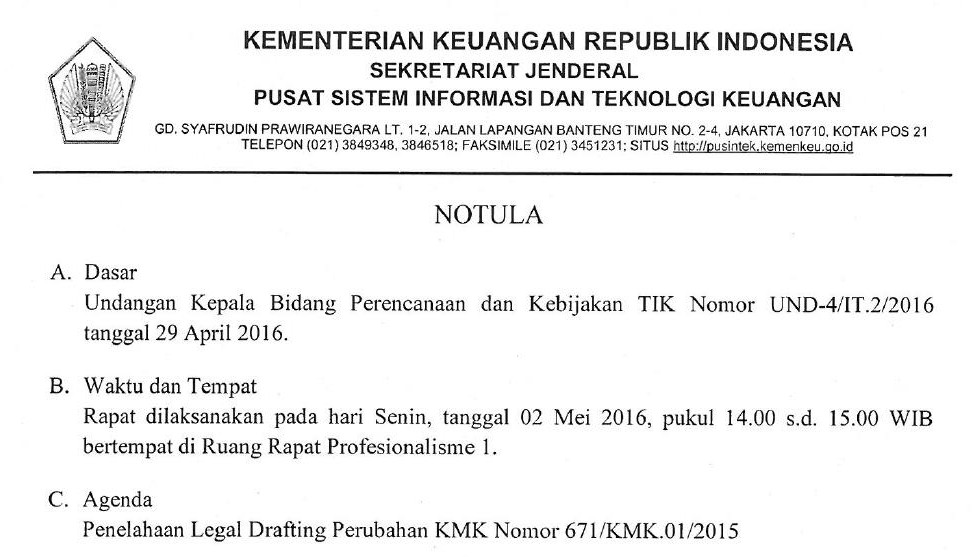 KEMENTERIAN KEUANGAN REPUBLIK INDONESIA
SEKRETARIAT JENDERAL
PUSAT SISTEM INFORMASI DAN TEKNOLOGI KEUANGAN
GD. SYAFRUDIN PRAWIRANEGARA LT. 1-2, JALAN LAPANGAN BANTENG TIMUR NO. 2-4, JAKARTA 10710, KOTAK POS 21
TELEPON (021) 3849348, 3846518; FAKSIMILE (021) 3451231; SITUS http://pusintek.kemenkeu.go.id
NOTULA
A. Dasar
Undangan Kepala Bidang Perencanaan dan Kebijakan TIK Nomor UND-4/IT.2/2016
tanggal 29 April 2016.
B. Waktu dan Tempat
Rapat dilaksanakan pada hari Senin, tanggal 02 Mei 2016, pukul 14.00 s.d. 15.00 WIB
bertempat di Ruang Rapat Profesionalisme 1.
C. Agenda
Penelahaan Legal Drafting Perubahan KMK Nomor 671/KMK.01/2015